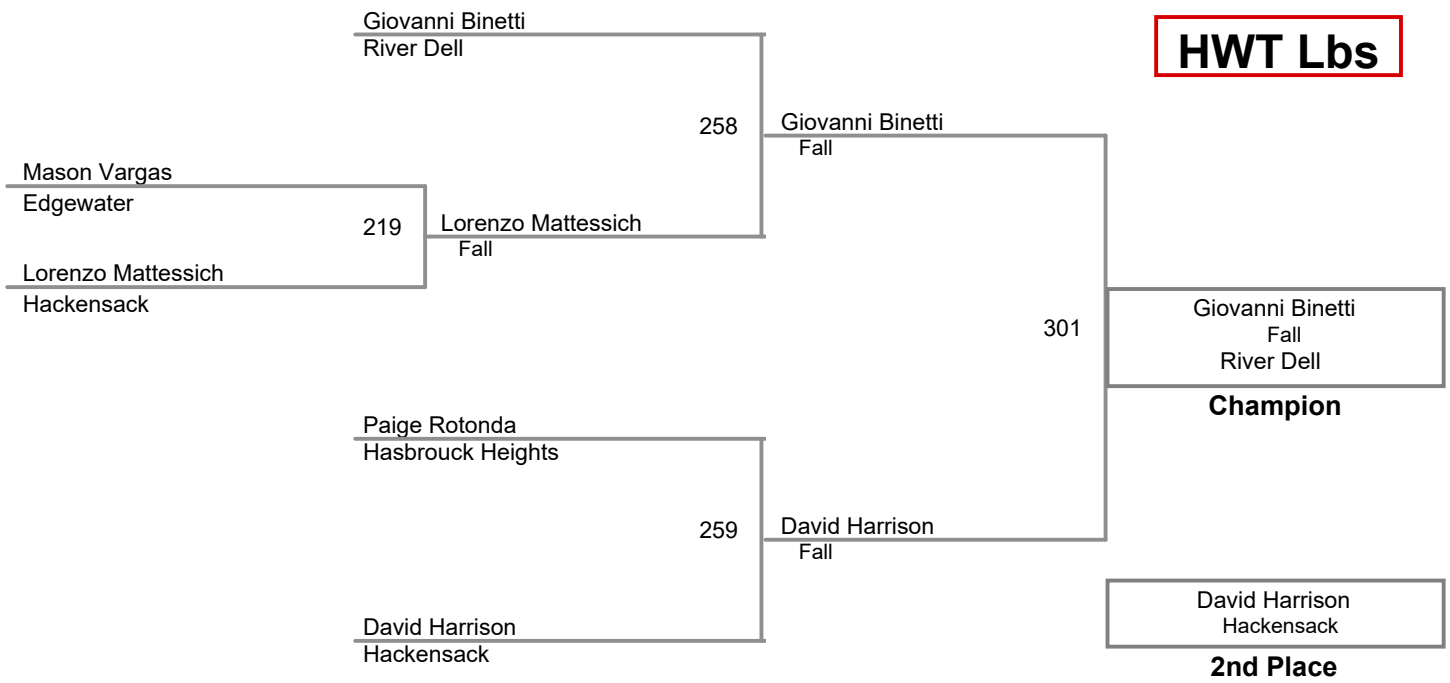 Giovanni Binetti
River Dell
HWT Lbs
258
Giovanni Binetti
Fall
Mason Vargas
Edgewater
219
Lorenzo Mattessich
Fall
Lorenzo Mattessich
Hackensack
301
Giovanni Binetti
Fall
River Dell
Champion
Paige Rotonda
Hasbrouck Heights
259
David Harrison
Fall
David Harrison
Hackensack
David Harrison
Hackensack
2nd Place